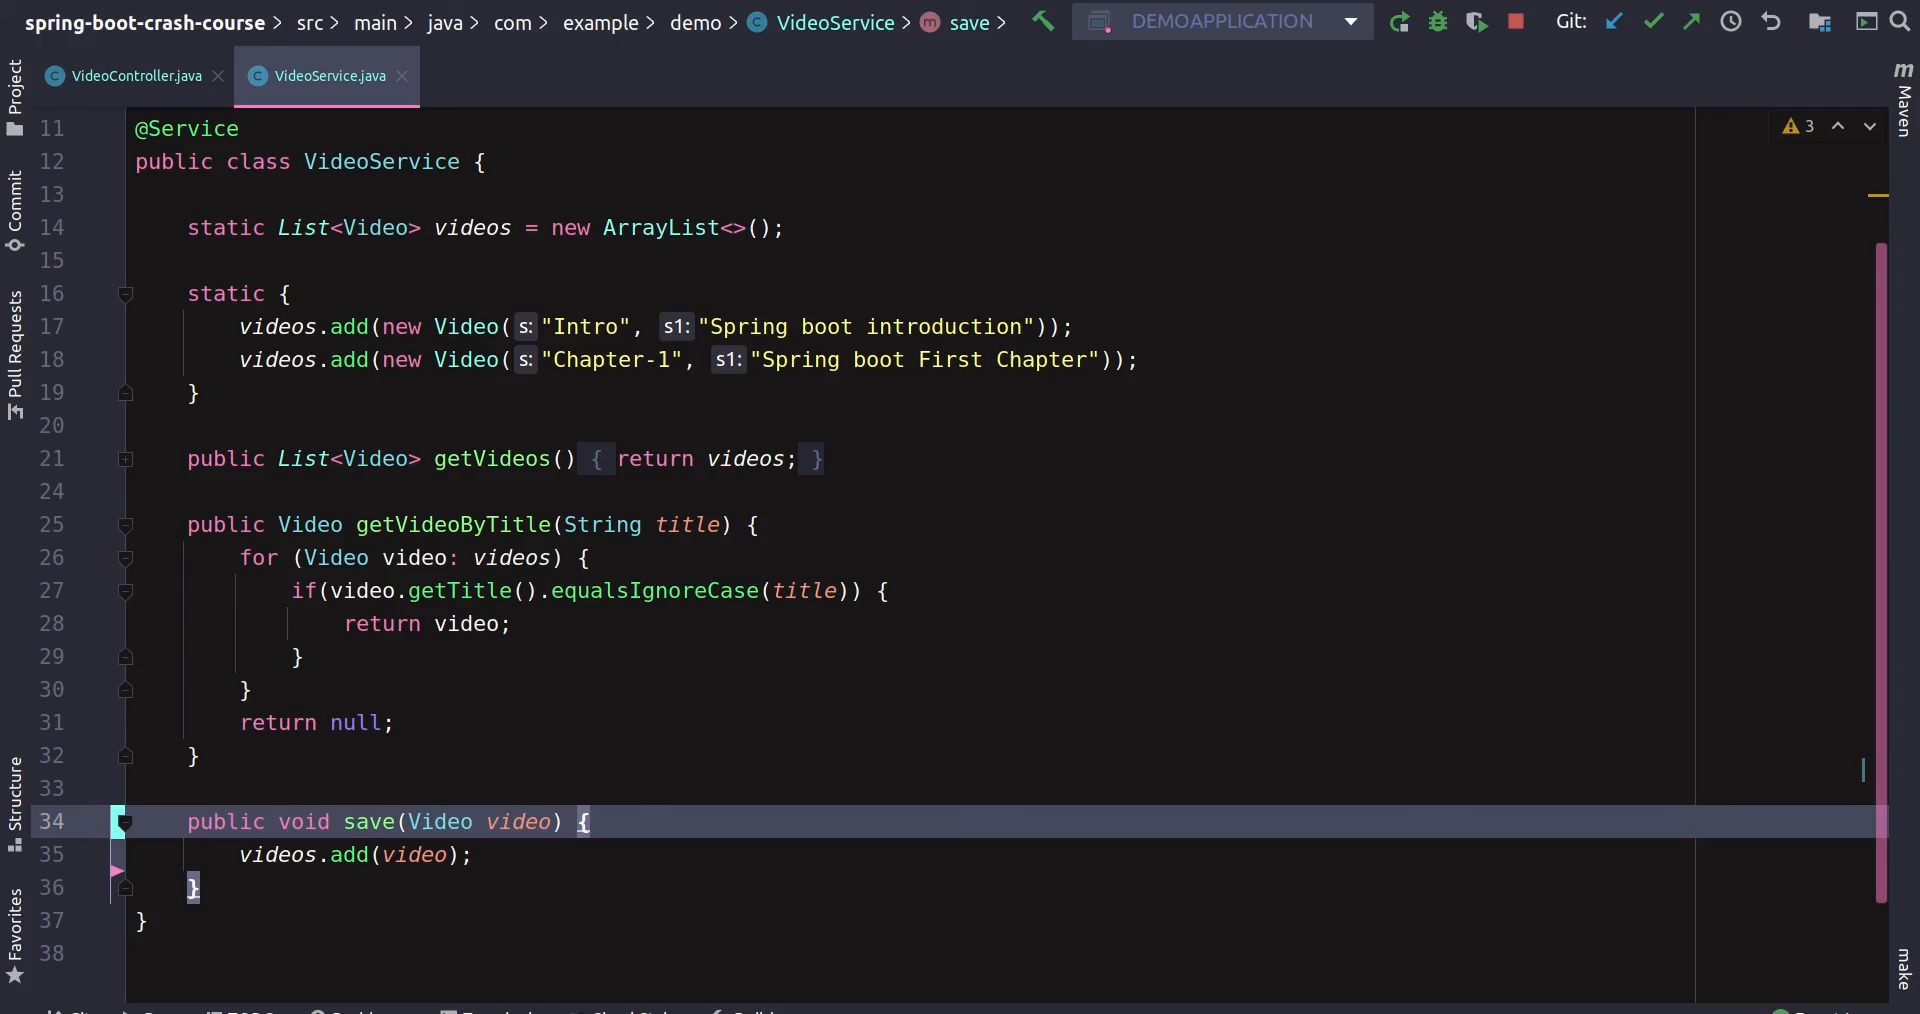 spring-boot-crash-course > src > main > java > com > example > demo > VideoService > m save > DEMOAPPLICATION Git:
VideoController.java VideoService.java
Project
Commit
Pull Requests
Structure
Favorites
m Maven
make
3
11 @Service
12 public class VideoService {
13
14 static List<Video> videos = new ArrayList<>();
15
16 static {
17 videos.add(new Video( s: "Intro", s1: "Spring boot introduction"));
18 videos.add(new Video( s: "Chapter-1", s1: "Spring boot First Chapter"));
19 }
20
21 public List<Video> getVideos() { return videos; }
24
25 public Video getVideoByTitle(String title) {
26 for (Video video: videos) {
27 if(video.getTitle().equalsIgnoreCase(title)) {
28 return video;
29 }
30 }
31 return null;
32 }
33
34 public void save(Video video) {
35 videos.add(video);
36 }
37 }
38